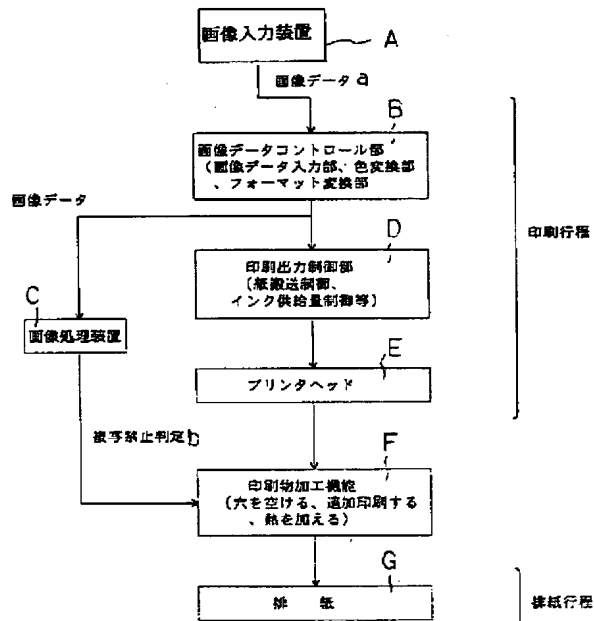 画像入力装置
A
画像データa
B
画像データコントロール部
(画像データ入力部、色変換部
、フォーマット変換部
画像データ
印刷行程
D
印刷出力制御部
(紙搬送制御、
インク供給量制御等)
C
画像処理装置
E
プリンタヘッド
複写禁止判定b
F
印刷物加工機能
(穴を空ける、追加印刷する
、熱を加える)
G
排 紙
排紙行程